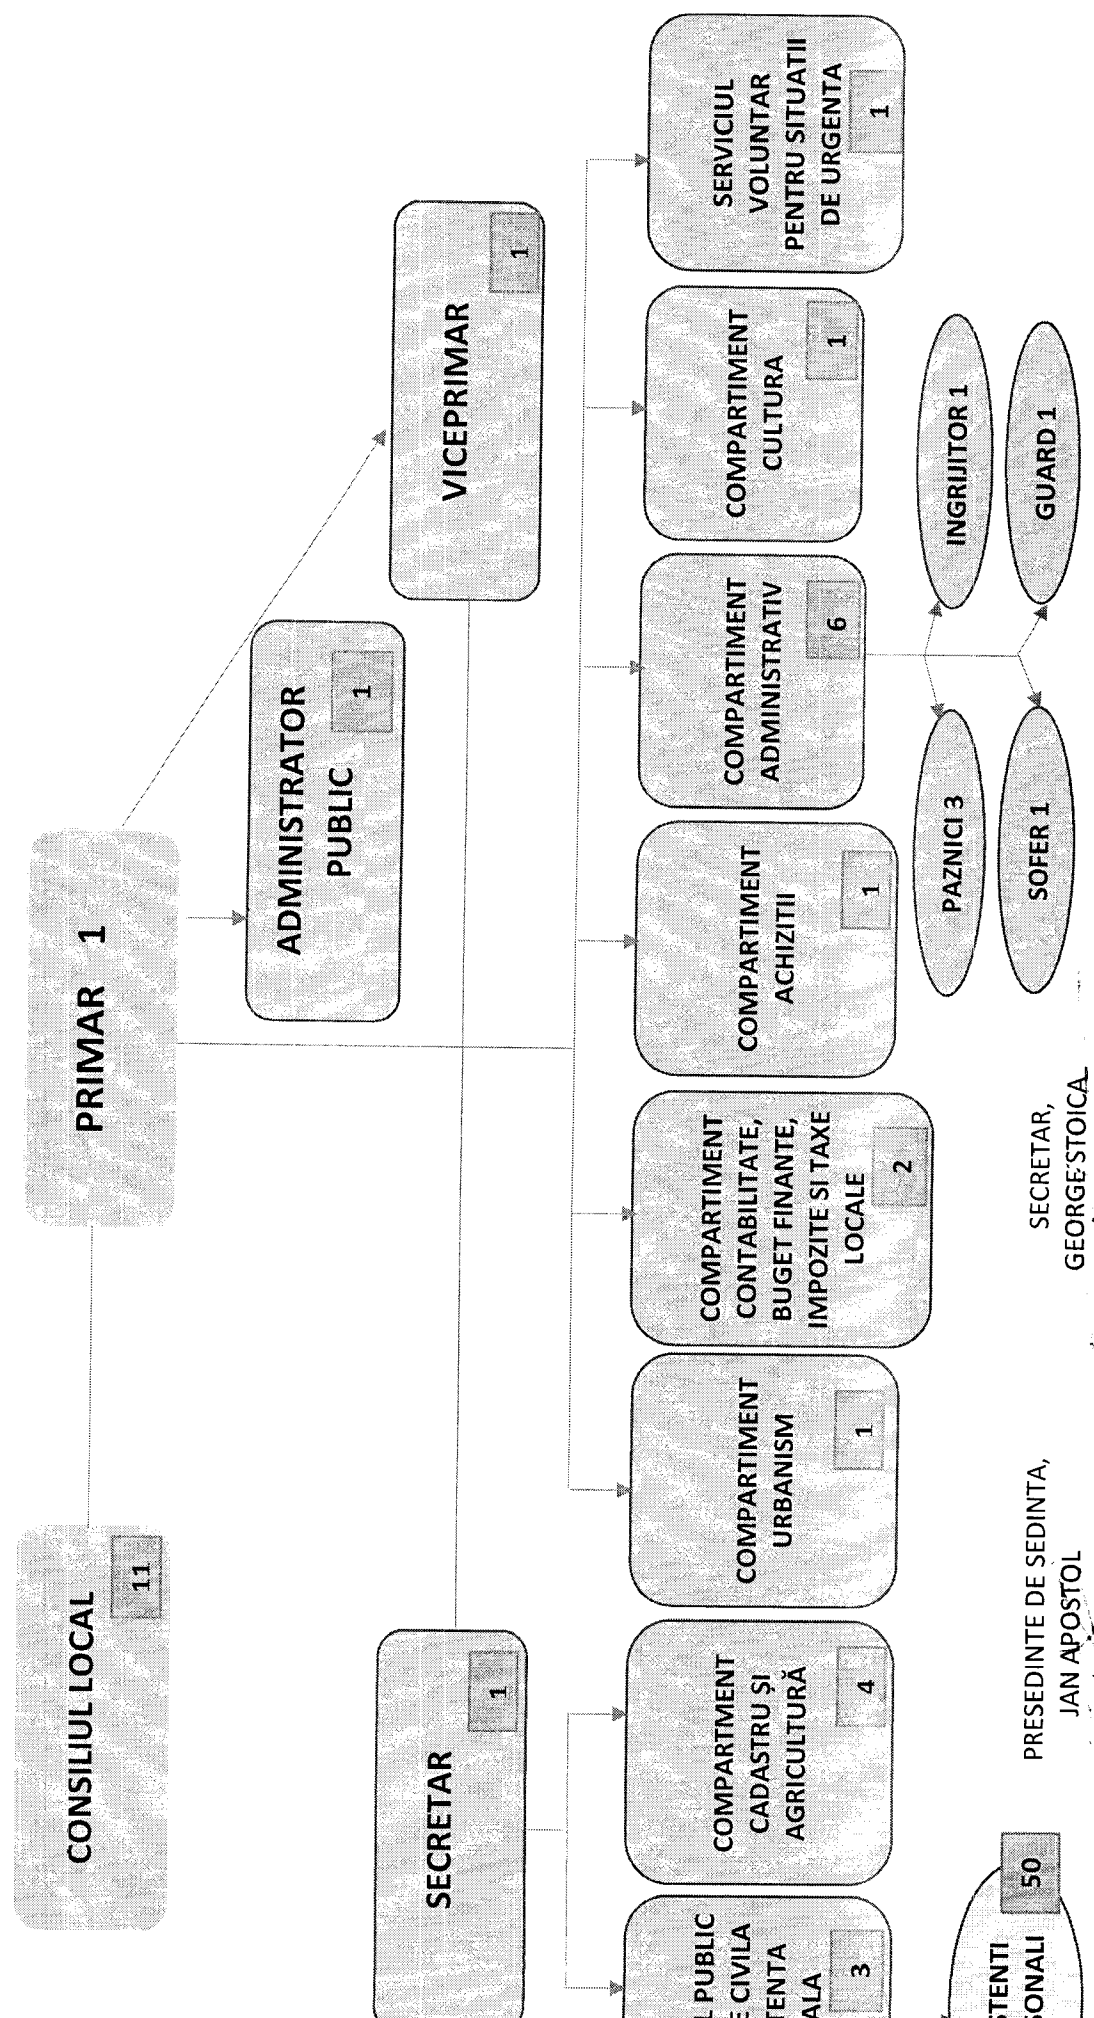 CONSILIUL LOCAL
11
PRIMAR 1
ADMINISTRATOR
PUBLIC
1
SECRETAR
1
VICEPRIMAR
1
PUBLIC
CIVILA
3
COMPARTMENT
CADASTRU ȘI
AGRICULTURĂ
4
COMPARTIMENT
URBANISM
1
COMPARTIMENT
CONTABILITATE,
BUGET FINANTE,
IMPOZITE SI TAXE
LOCALE
2
COMPARTIMENT
ACHIZITII
1
COMPARTIMENT
ADMINISTRATIV
6
COMPARTIMENT
CULTURA
1
SERVICIUL
VOLUNTAR
PENTRU SITUATII
DE URGENTA
1
PAZNICI 3
INGRIJITOR 1
SOFER 1
GUARD 1
50
PRESEDINTE DE SEDINTA,
JAN APOSTOL
SECRETAR,
GEORGE STOICA